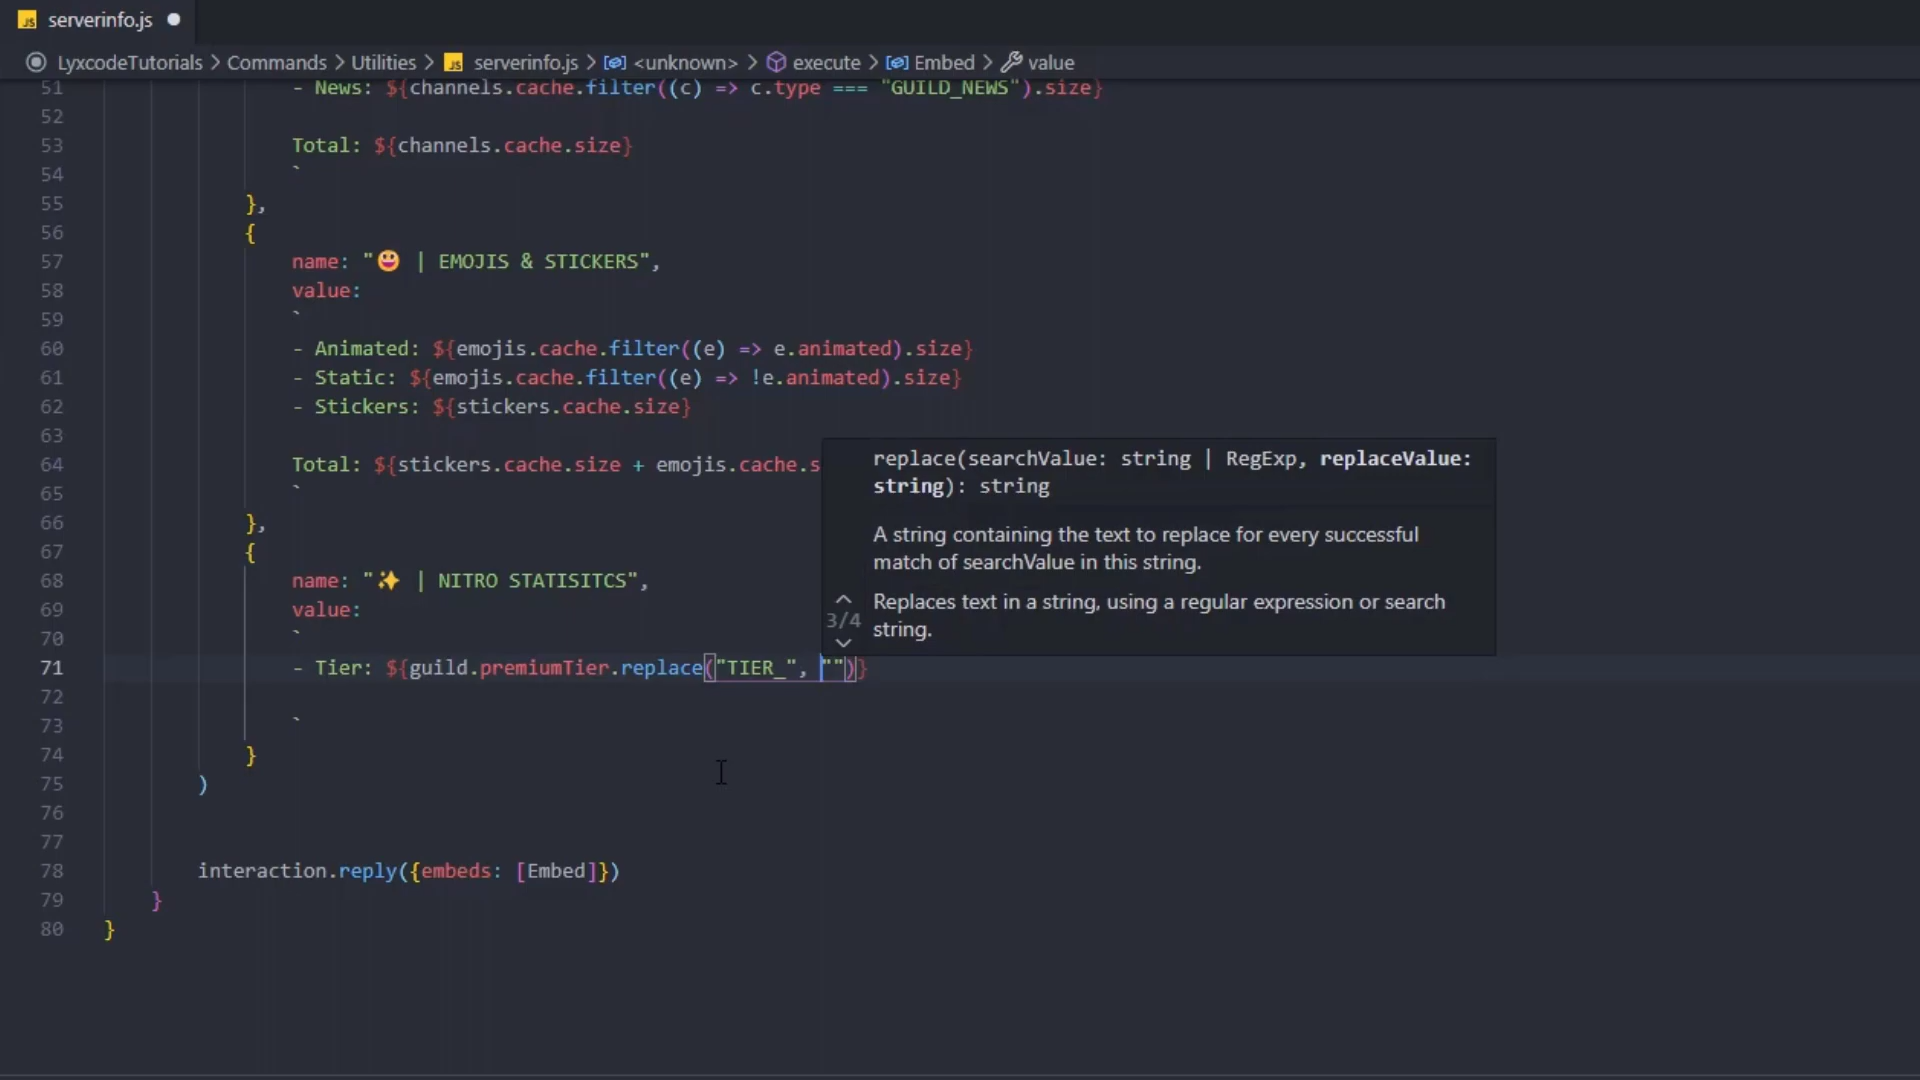 serverinfo.js
LyxcodeTutorials > Commands > Utilities > serverinfo.js > <unknown> > execute > Embed > value
51 - News: ${channels.cache.filter((c) => c.type === "GUILD_NEWS").size}
52
53 Total: ${channels.cache.size}
54 `
55 },
56 {
57 name: "😃 | EMOJIS & STICKERS",
58 value:
59 `
60 - Animated: ${emojis.cache.filter((e) => e.animated).size}
61 - Static: ${emojis.cache.filter((e) => !e.animated).size}
62 - Stickers: ${stickers.cache.size}
63
64 Total: ${stickers.cache.size + emojis.cache.s
65 `
66 },
67 {
68 name: "✨ | NITRO STATISITCS",
69 value:
70 `
71 - Tier: ${guild.premiumTier.replace("TIER_", "")}
72
73 `
74 }
75 )
76
77
78 interaction.reply({embeds: [Embed]})
79 }
80 }
replace(searchValue: string | RegExp, replaceValue:
string): string
A string containing the text to replace for every successful
match of searchValue in this string.
3/4
Replaces text in a string, using a regular expression or search
string.